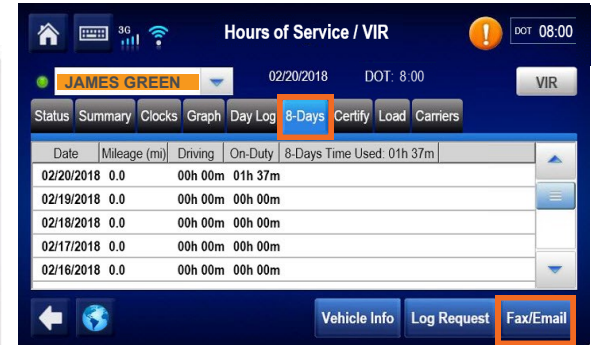 3G Hours of Service / VIR ! DOT 08:00
JAMES GREEN 02/20/2018 DOT: 8:00 VIR
Status Summary Clocks Graph Day Log 8-Days Certify Load Carriers
Date Mileage (mi) Driving On-Duty 8-Days Time Used: 01h 37m
02/20/2018 0.0 00h 00m 01h 37m
02/19/2018 0.0 00h 00m 00h 00m
02/18/2018 0.0 00h 00m 00h 00m
02/17/2018 0.0 00h 00m 00h 00m
02/16/2018 0.0 00h 00m 00h 00m
Vehicle Info Log Request Fax/Email